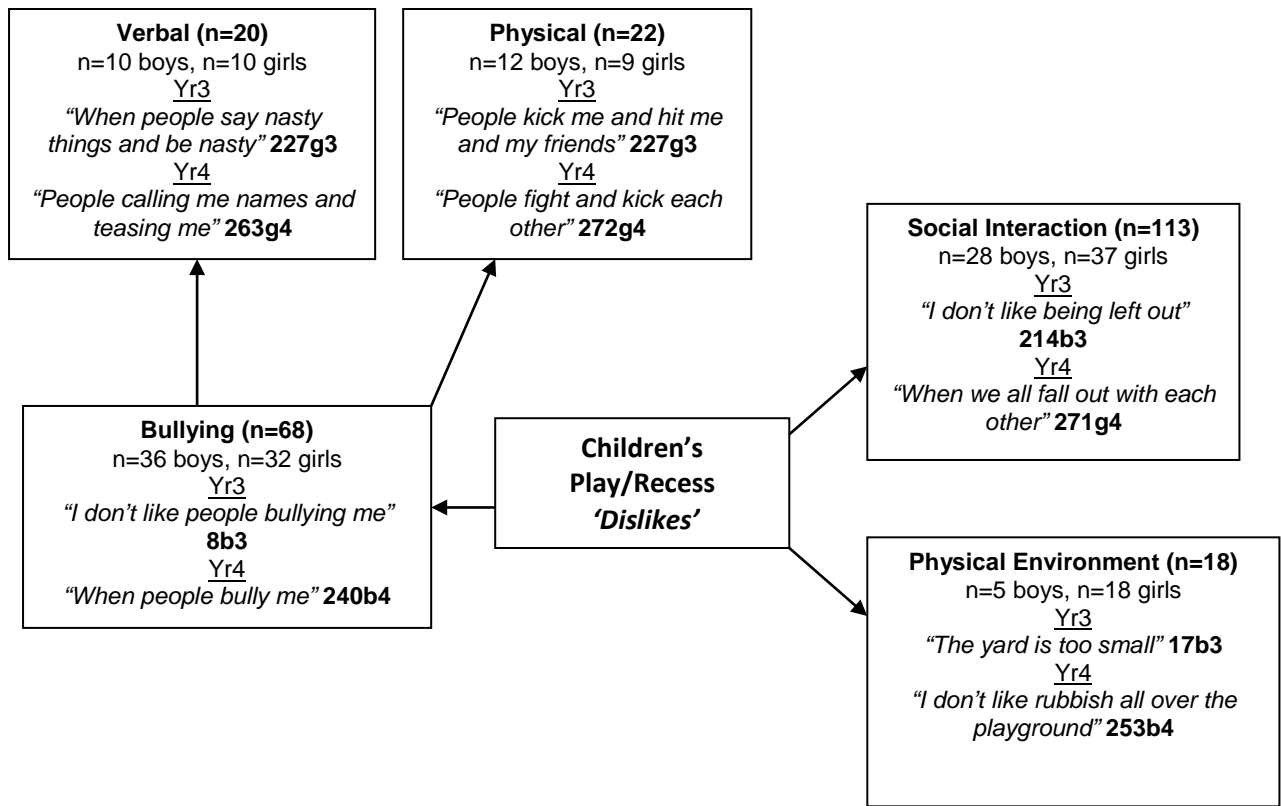 Verbal (n=20)
n=10 boys, n=10 girls
Yr3
“When people say nasty
things and be nasty” 227g3
Yr4
“People calling me names and
teasing me” 263g4
Physical (n=22)
n=12 boys, n=9 girls
Yr3
“People kick me and hit me
and my friends” 227g3
Yr4
“People fight and kick each
other” 272g4
Social Interaction (n=113)
n=28 boys, n=37 girls
Yr3
“I don’t like being left out”
214b3
Yr4
“When we all fall out with each
other” 271g4
Bullying (n=68)
n=36 boys, n=32 girls
Yr3
“I don’t like people bullying me”
8b3
Yr4
“When people bully me” 240b4
Children’s
Play/Recess
‘Dislikes’
Physical Environment (n=18)
n=5 boys, n=18 girls
Yr3
“The yard is too small” 17b3
Yr4
“I don’t like rubbish all over the
playground” 253b4